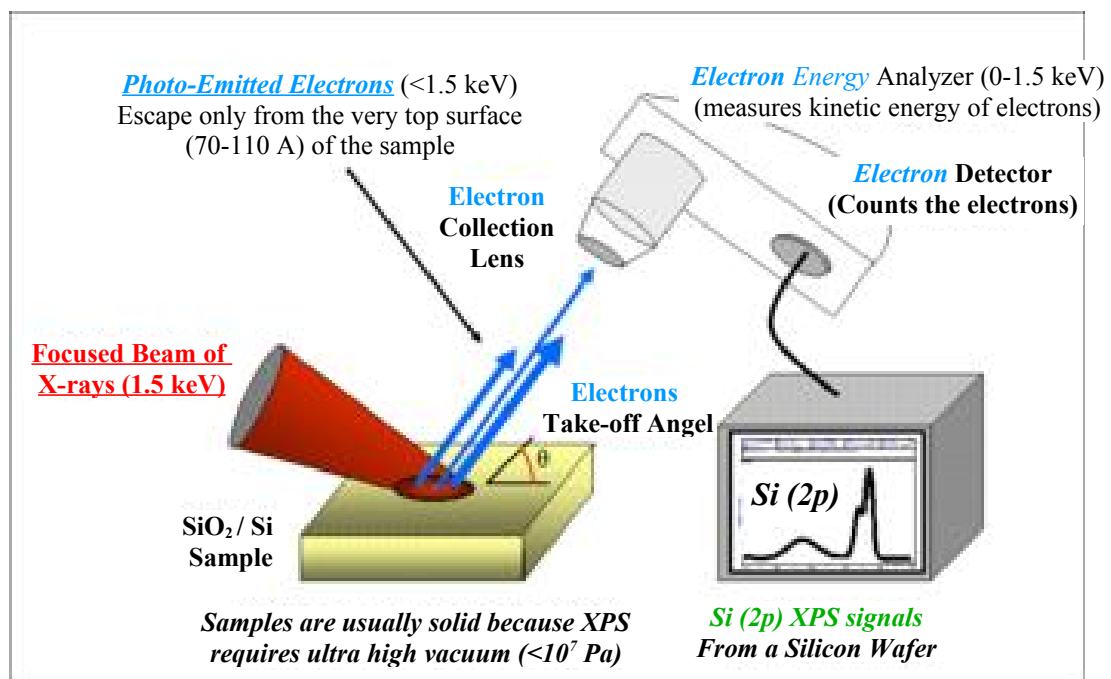 Photo-Emitted Electrons (<1.5 keV)
Escape only from the very top surface
(70-110 A) of the sample
Electron Energy Analyzer (0-1.5 keV)
(measures kinetic energy of electrons)
Electron Detector
(Counts the electrons)
Electron
Collection
Lens
Focused Beam of
X-rays (1.5 keV)
Electrons
Take-off Angel
θ
SiO₂ / Si
Sample
Si (2p)
Samples are usually solid because XPS
requires ultra high vacuum (<10⁷ Pa)
Si (2p) XPS signals
From a Silicon Wafer